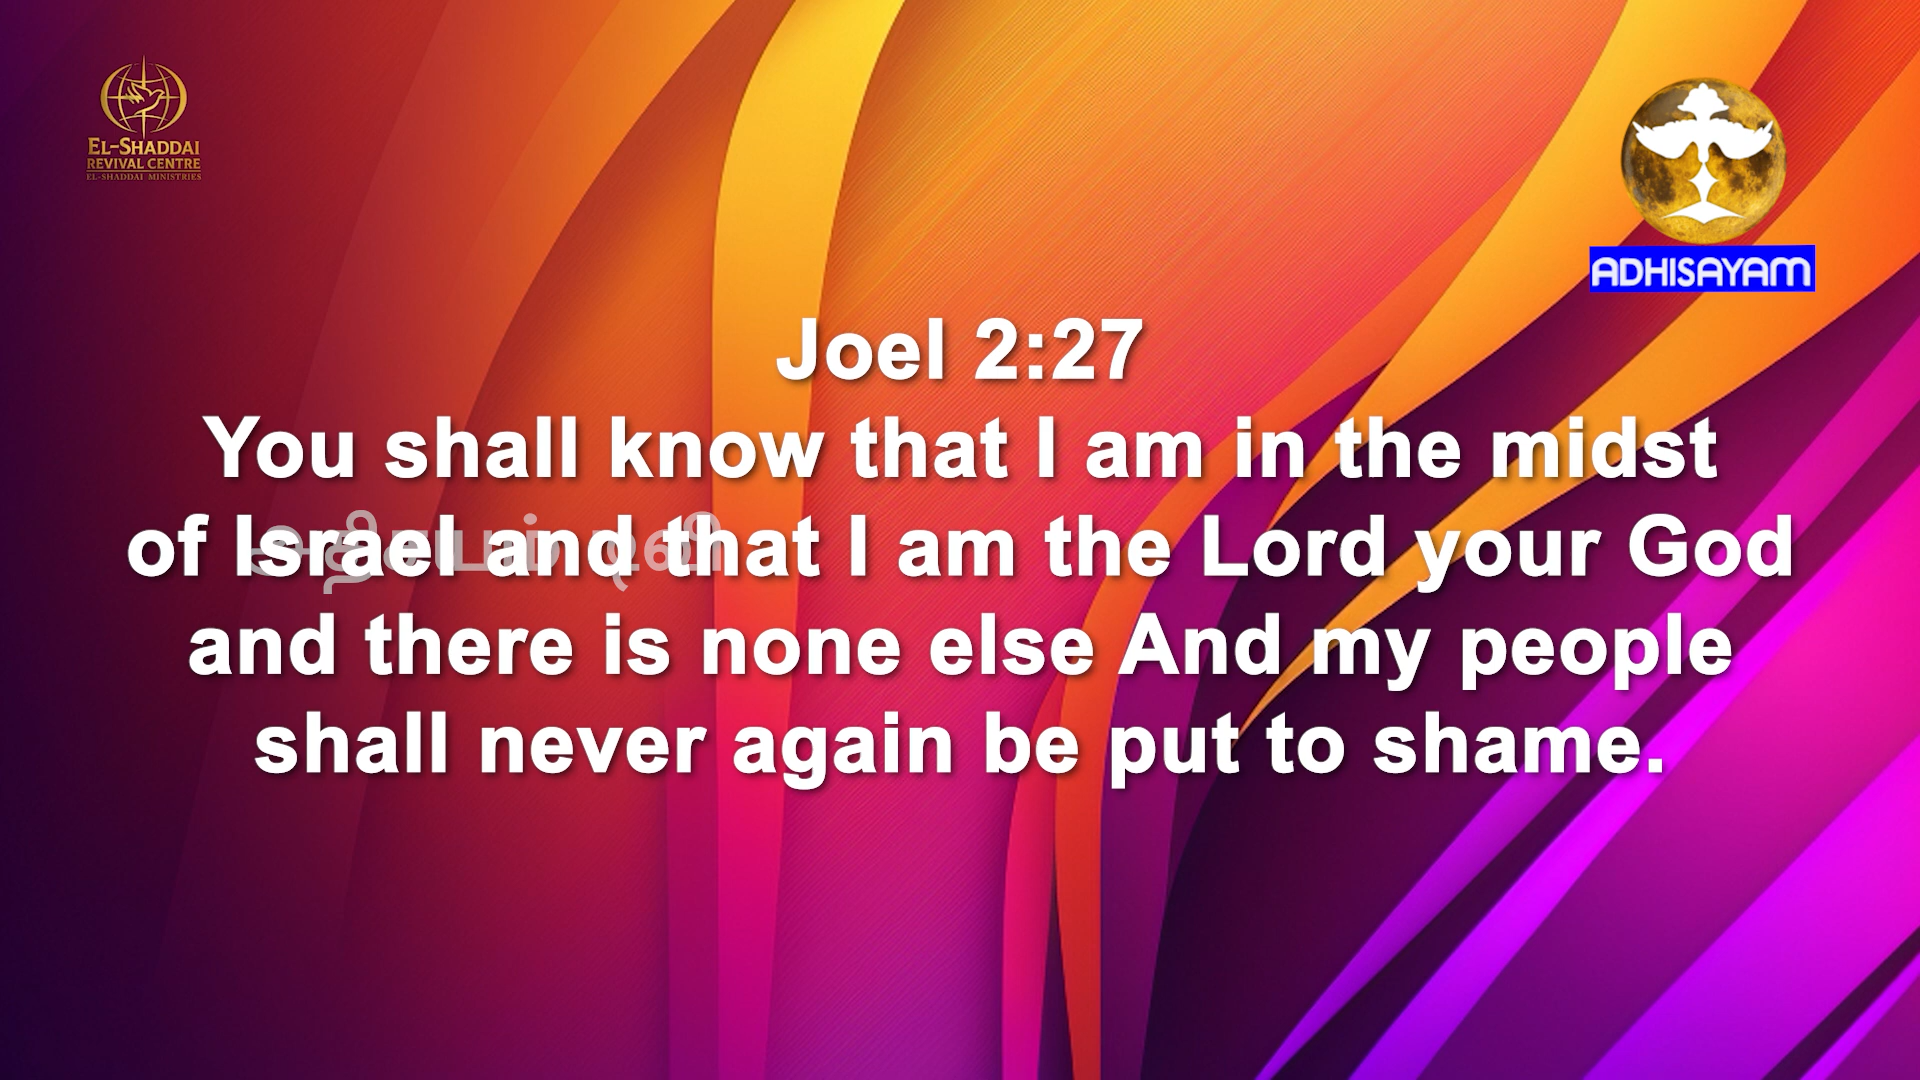 EL-SHADDAI
REVIVAL CENTRE
EL-SHADDAI MINISTRIES
ADHISAYAM
Joel 2:27
You shall know that I am in the midst
of Israel and that I am the Lord your God
and there is none else And my people
shall never again be put to shame.
அதிசயம் டிவி